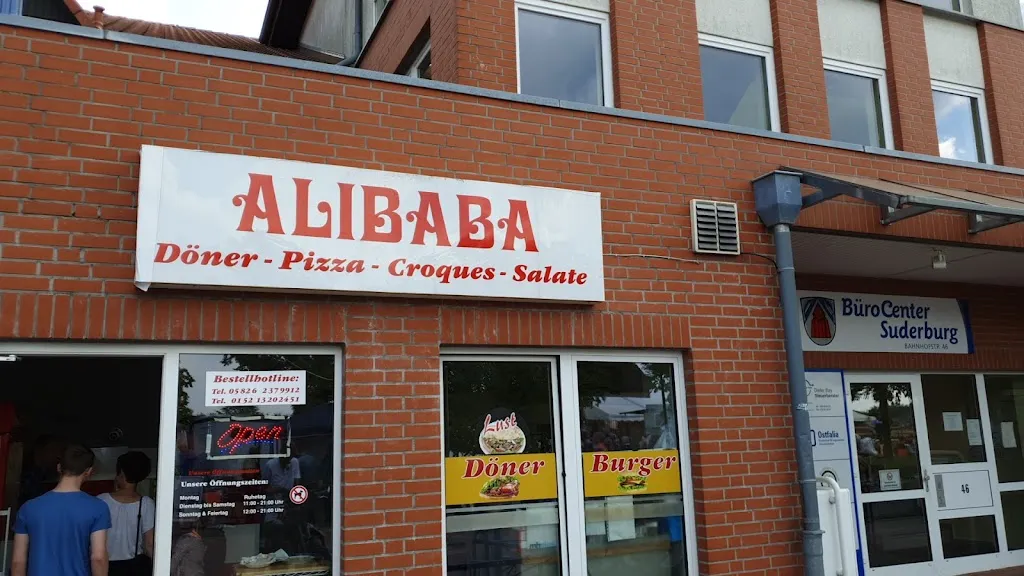 ALIBABA
Döner - Pizza - Croques - Salate
BüroCenter
Suderburg
BAHNHOFSTR. 46
Bestellhotline:
Tel. 05826 2379912
Tel. 0152 13202451
Open
Unsere Öffnungszeiten:
Montag Ruhetag
Dienstag bis Samstag 11:00 - 21:00 Uhr
Sonntag & Feiertag 12:00 - 21:00 Uhr
Lust
Döner
Burger
Ostfalia
46